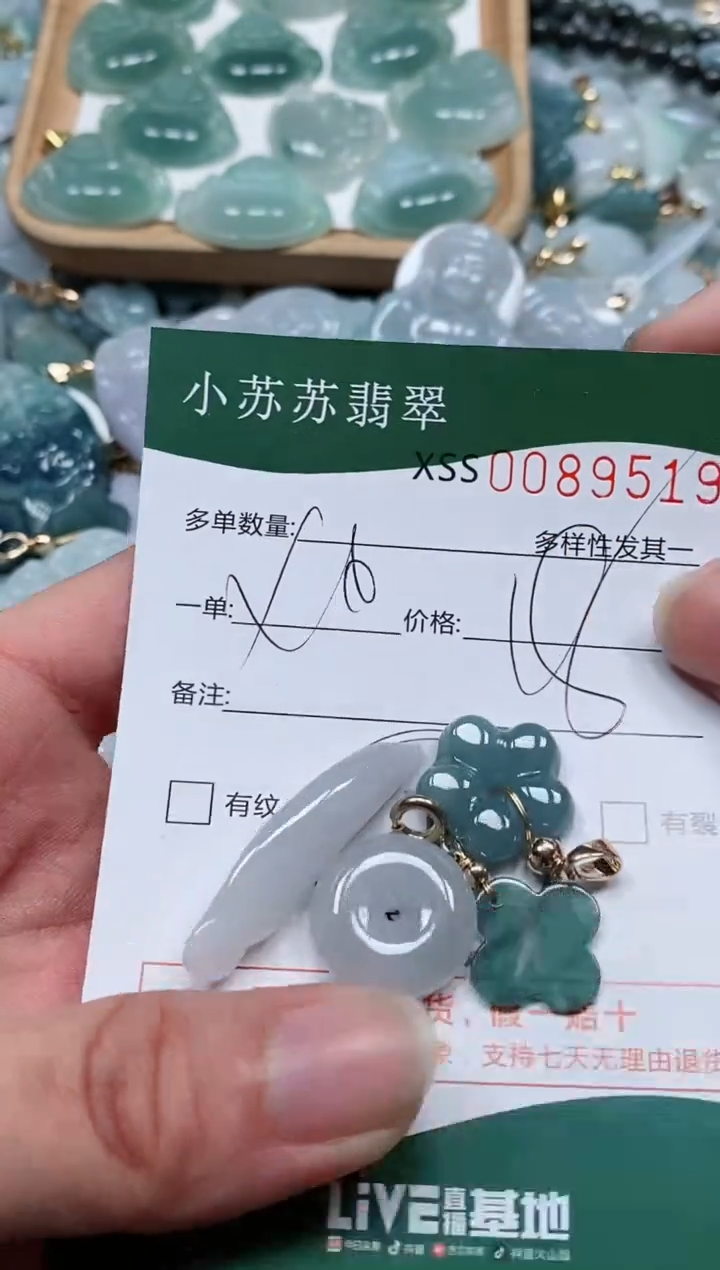 小苏苏翡翠
XSS0089519
多单数量:
多样性发其一
一单:
价格:
备注:
有纹
有裂
货，假一赔十
支持七天无理由退
LiVE直播基地